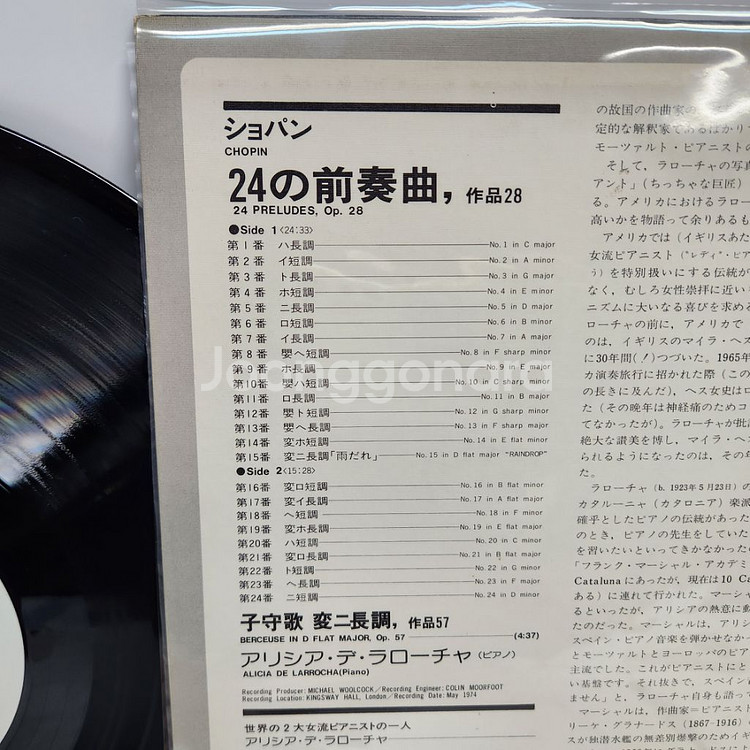 ショパン
CHOPIN
24の前奏曲，作品28
24 PRELUDES, Op. 28
●Side 1〈24:33〉
第1番 ハ長調 No.1 in C major
第2番 イ短調 No.2 in A minor
第3番 ト長調 No.3 in G major
第4番 ホ短調 No.4 in E minor
第5番 ニ長調 No.5 in D major
第6番 ロ短調 No.6 in B minor
第7番 イ長調 No.7 in A major
第8番 嬰ヘ短調 No.8 in F sharp minor
第9番 ホ長調 No.9 in E major
第10番 嬰ハ短調 No.10 in C sharp minor
第11番 ロ長調 No.11 in B major
第12番 嬰ト短調 No.12 in G sharp minor
第13番 嬰ヘ長調 No.13 in F sharp major
第14番 変ホ短調 No.14 in E flat minor
第15番 変ニ長調「雨だれ」 No.15 in D flat major "RAINDROP"
●Side 2〈15:28〉
第16番 変ロ短調 No.16 in B flat minor
第17番 変イ長調 No.17 in A flat major
第18番 ヘ短調 No.18 in F minor
第19番 変ホ長調 No.19 in E flat major
第20番 ハ短調 No.20 in C minor
第21番 変ロ長調 No.21 in B flat major
第22番 ト短調 No.22 in G minor
第23番 ヘ長調 No.23 in F major
第24番 ニ短調 No.24 in D minor
子守歌 変ニ長調，作品57
BERCEUSE IN D FLAT MAJOR, Op. 57 (4:37)
アリシア・デ・ラローチャ（ピアノ）
ALICIA DE LARROCHA(Piano)
Recording Producer: MICHAEL WOOLCOCK／Recording Engineer: COLIN MOORFOOT
Recording Location: KINGSWAY HALL, London／Recording Date: May 1974
世界の2大女流ピアニストの一人
アリシア・デ・ラローチャ
の故国の作曲家の
定的な解釈家であるばかり
モーツァルト・ピアニストの
そして，ラローチャの写真
アント」（ちっちゃな巨匠）
る。アメリカにおけるラロー
高いかを物語って余りあるも
アメリカでは（イギリスあた
女流ピアニスト（"レディ・ピア
う）を特別扱いにする伝統が
なく，むしろ女性崇拝に近い
ニズムに大いなる喜びを求める
ローチャの前に，アメリカで
のは，イギリスのマイラ・ヘス
に30年間(！)つづいた。1965年
カ演奏旅行に招かれた際（この
の長きに及んだ），ヘス女史はロ
た（その晩年は神経痛のためコ
てなかったが）。ラローチャが批
絶大な讃美を博し，マイラ・ヘス
られるようになったのは，その年
た。
ラローチャ（b. 1923年5月23日）の
カタルーニャ（カタロニア）楽派
確乎としたピアノの伝統があった
のとき，ピアノの先生をしていた
を習いたいといってきかなかった
「フランク・マーシャル・アカデミ
Cataluna にあったが，現在は10 C
ある）に連れて行かれた。マーシャ
るといったが，アリシアの熱意に動
たのだった。マーシャルは，アリシ
スペイン・ピアノ音楽を弾かせなか
とモーツァルトとヨーロッパのピア
主流でした。これがピアニストにと
い基盤です。それ抜きで，スペイン
ません」と，ラローチャ自身も語っ
マーシャルは，作曲家＝ピアニスト
リーケ・グラナードス（1867-1916）
スが独潜水艦の無差別爆撃のためイ
Joonggonara